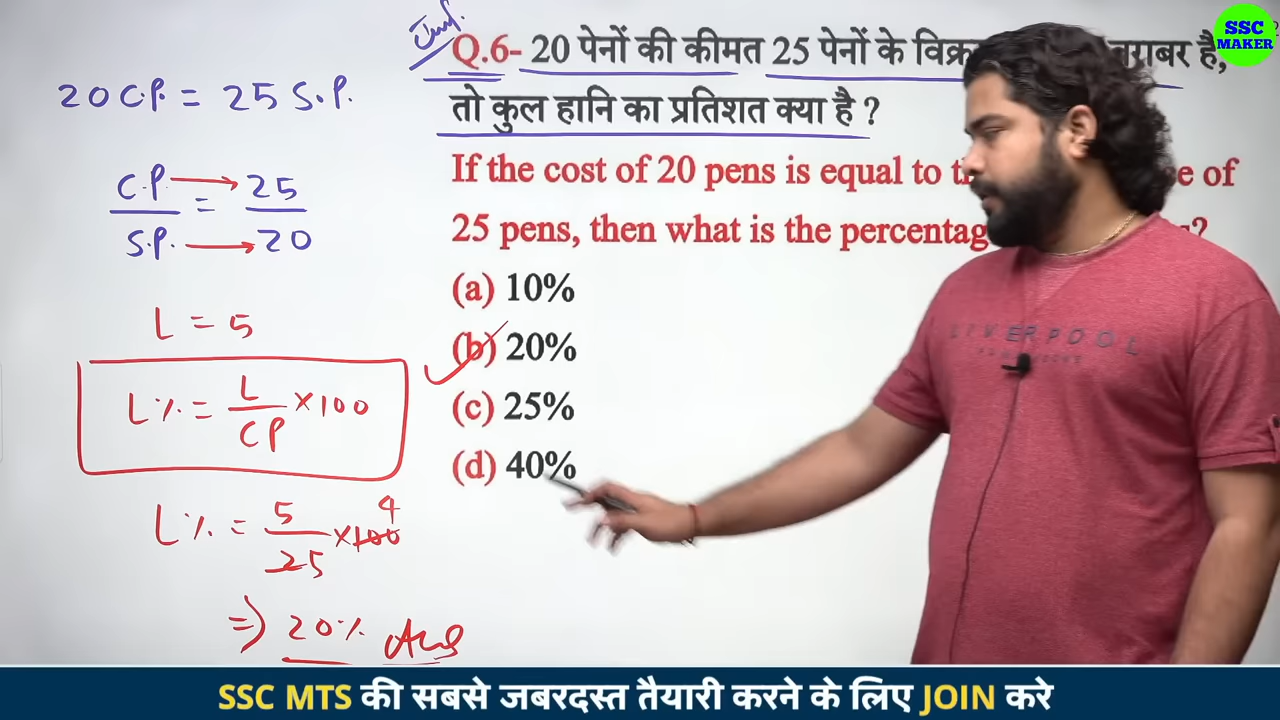 Imf.
Q.6- 20 पेनों की कीमत 25 पेनों के बराबर है,
तो कुल हानि का प्रतिशत क्या है ?
If the cost of 20 pens is equal to of
25 pens, then what is the
(a) 10%
(b) 20%
(c) 25%
(d) 40%
20 C.P. = 25 S.P.
C.P. → 25
=
S.P. → 20
L = 5
L% = L/CP × 100
L% = 5/25 × 100 4
⇒ 20% Ans
SSC
MAKER
LIVERPOOL
SSC MTS की सबसे जबरदस्त तैयारी करने के लिए JOIN करे